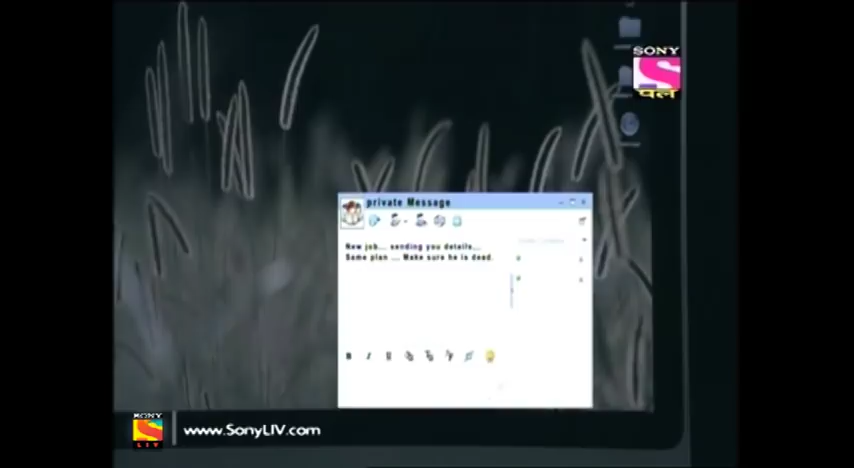 SONY
पल
private Message
New job... sending you details...
Same plan ... Make sure he is dead.
B I U
SONY
LIV
www.SonyLIV.com